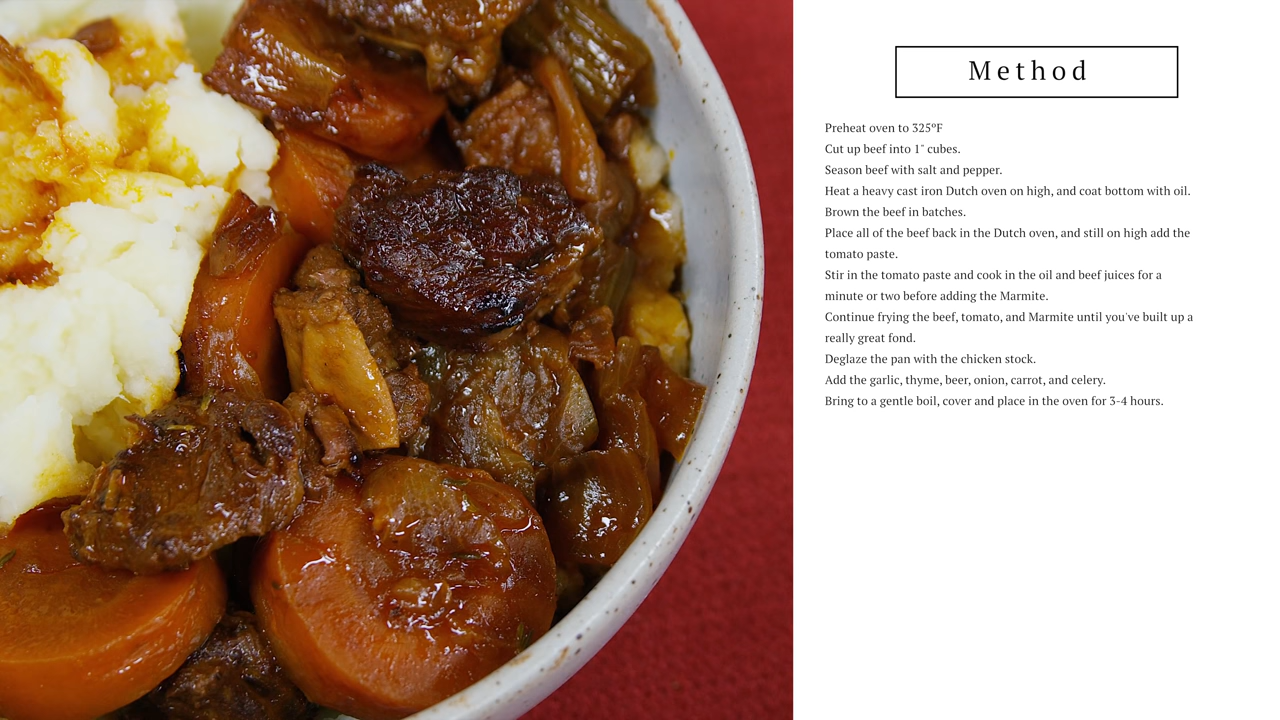 Method
Preheat oven to 325ºF
Cut up beef into 1" cubes.
Season beef with salt and pepper.
Heat a heavy cast iron Dutch oven on high, and coat bottom with oil.
Brown the beef in batches.
Place all of the beef back in the Dutch oven, and still on high add the
tomato paste.
Stir in the tomato paste and cook in the oil and beef juices for a
minute or two before adding the Marmite.
Continue frying the beef, tomato, and Marmite until you've built up a
really great fond.
Deglaze the pan with the chicken stock.
Add the garlic, thyme, beer, onion, carrot, and celery.
Bring to a gentle boil, cover and place in the oven for 3-4 hours.